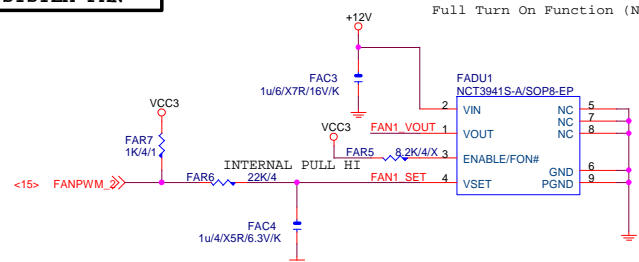 Full Turn On Function (N
+12V
FAC3
1u/6/X7R/16V/K
FADU1
NCT3941S-A/SOP8-EP
VCC3
FAR7
1K/4/1
2 VIN NC 5
NC 7
FAN1_VOUT 1 VOUT NC 8
VCC3
FAR5 8.2K/4/X 3 ENABLE/FON#
INTERNAL PULL HI
GND 6
<15> FANPWM_2 FAR6 22K/4 FAN1_SET 4 VSET PGND 9
FAC4
1u/4/X5R/6.3V/K